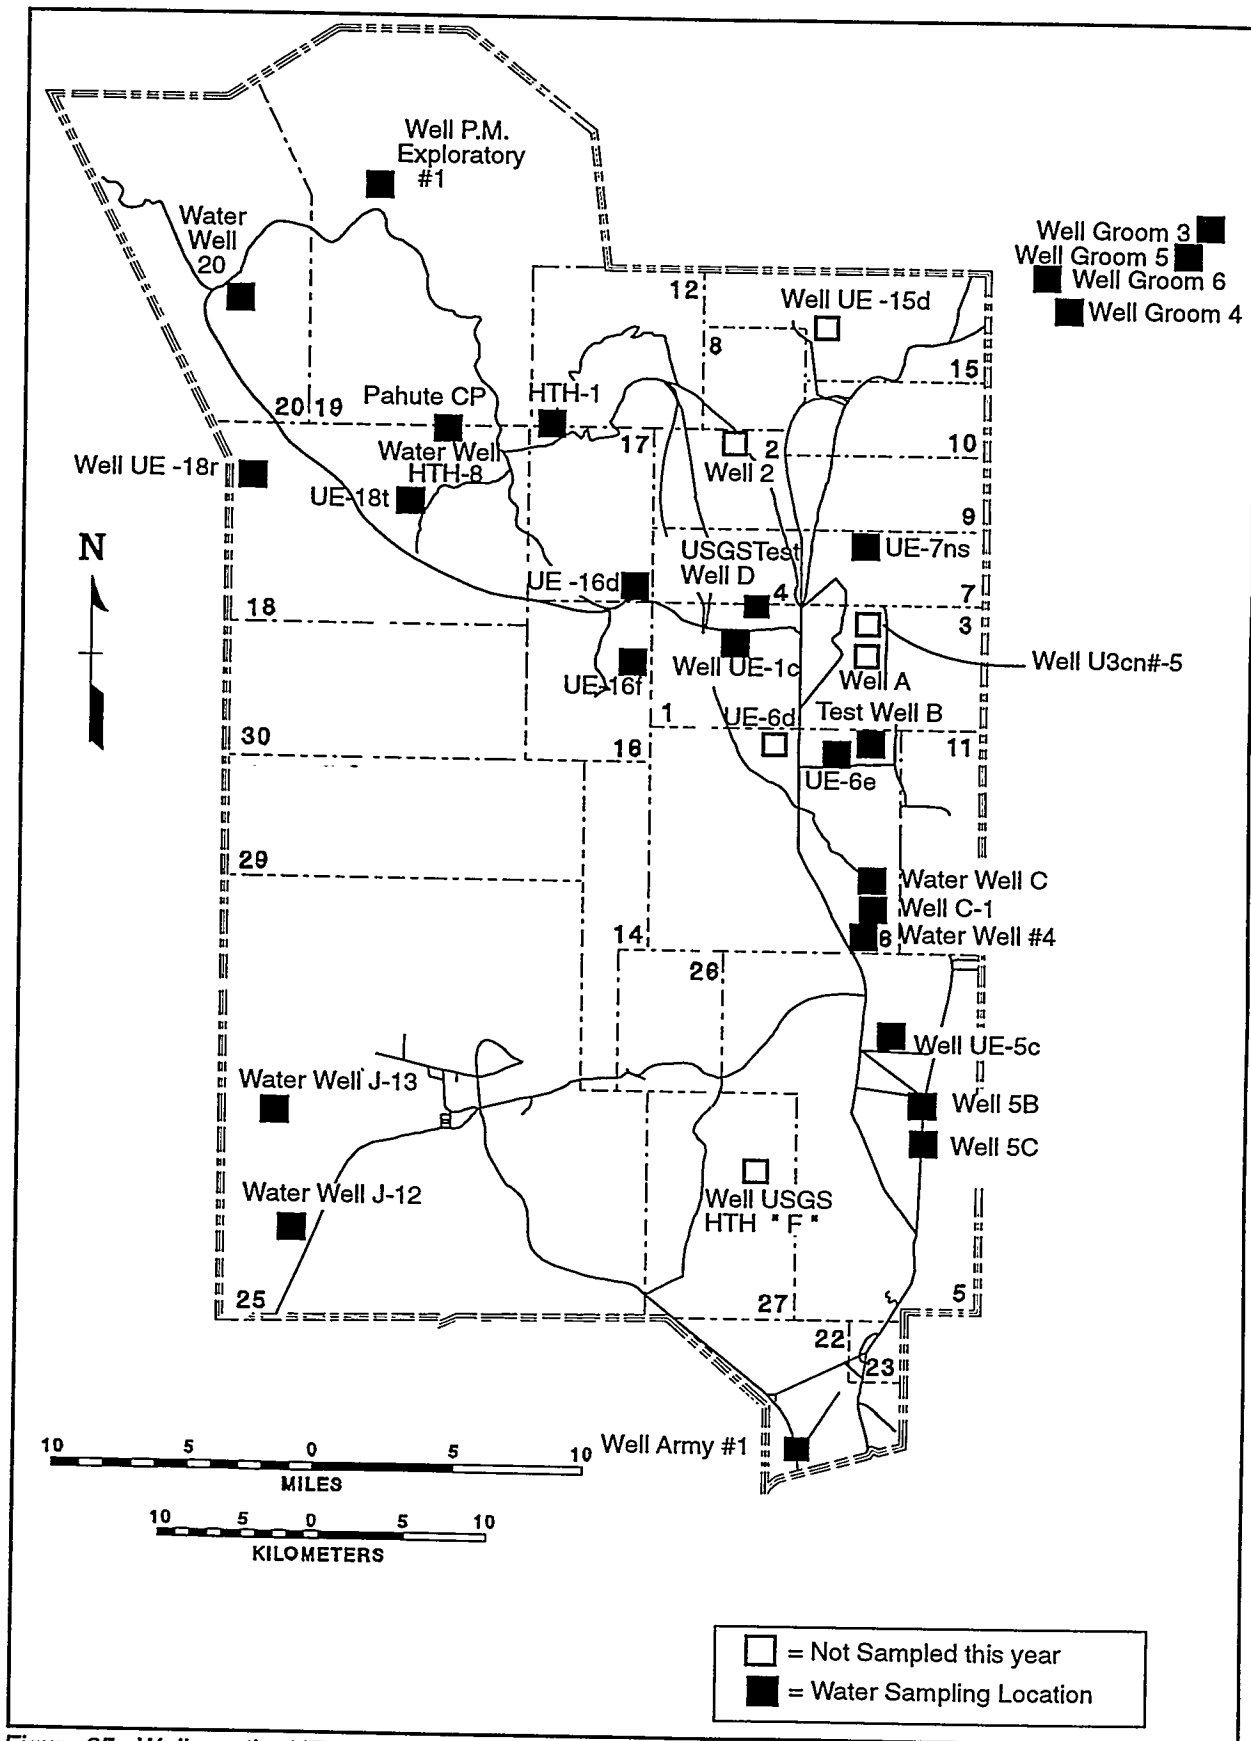 Well P.M.
Exploratory
#1
Water
Well
20
Well Groom 3
Well Groom 5
Well Groom 6
Well Groom 4
12
Well UE -15d
8
15
20 19
Pahute CP
HTH-1
17
2
10
Well 2
Water Well
HTH-8
Well UE -18r
UE-18t
9
N
USGSTest
Well D
UE-7ns
UE -16d
4
7
18
3
Well UE-1c
Well U3cn#-5
UE-16f
Well A
1
UE-6d
Test Well B
30
16
11
UE-6e
29
Water Well C
Well C-1
14
6
Water Well #4
26
Well UE-5c
Water Well J-13
Well 5B
Well 5C
Water Well J-12
Well USGS
HTH "F"
25
27
5
22
23
Well Army #1
10 5 0 5 10
MILES
10 5 0 5 10
KILOMETERS
= Not Sampled this year
= Water Sampling Location